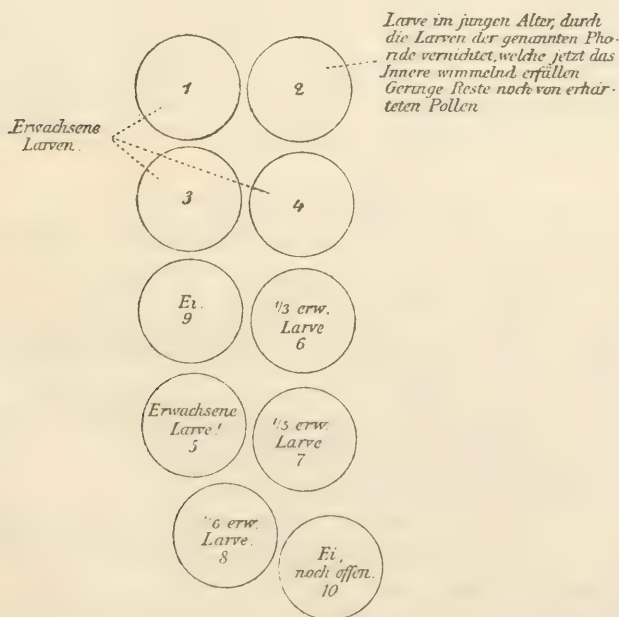 Larve im jungen Alter, durch
die Larven der genannten Pho-
ride vernichtet, welche jetzt das
Innere wimmelnd erfüllen
Geringe Reste noch von erhär-
teten Pollen
1
2
Erwachsene
Larven.
3
4
Ei.
9
1/3 erw.
Larve
6
Erwachsene
Larve!
5
1/5 erw.
Larve
7
1/6 erw.
Larve.
8
Ei,
noch offen.
10